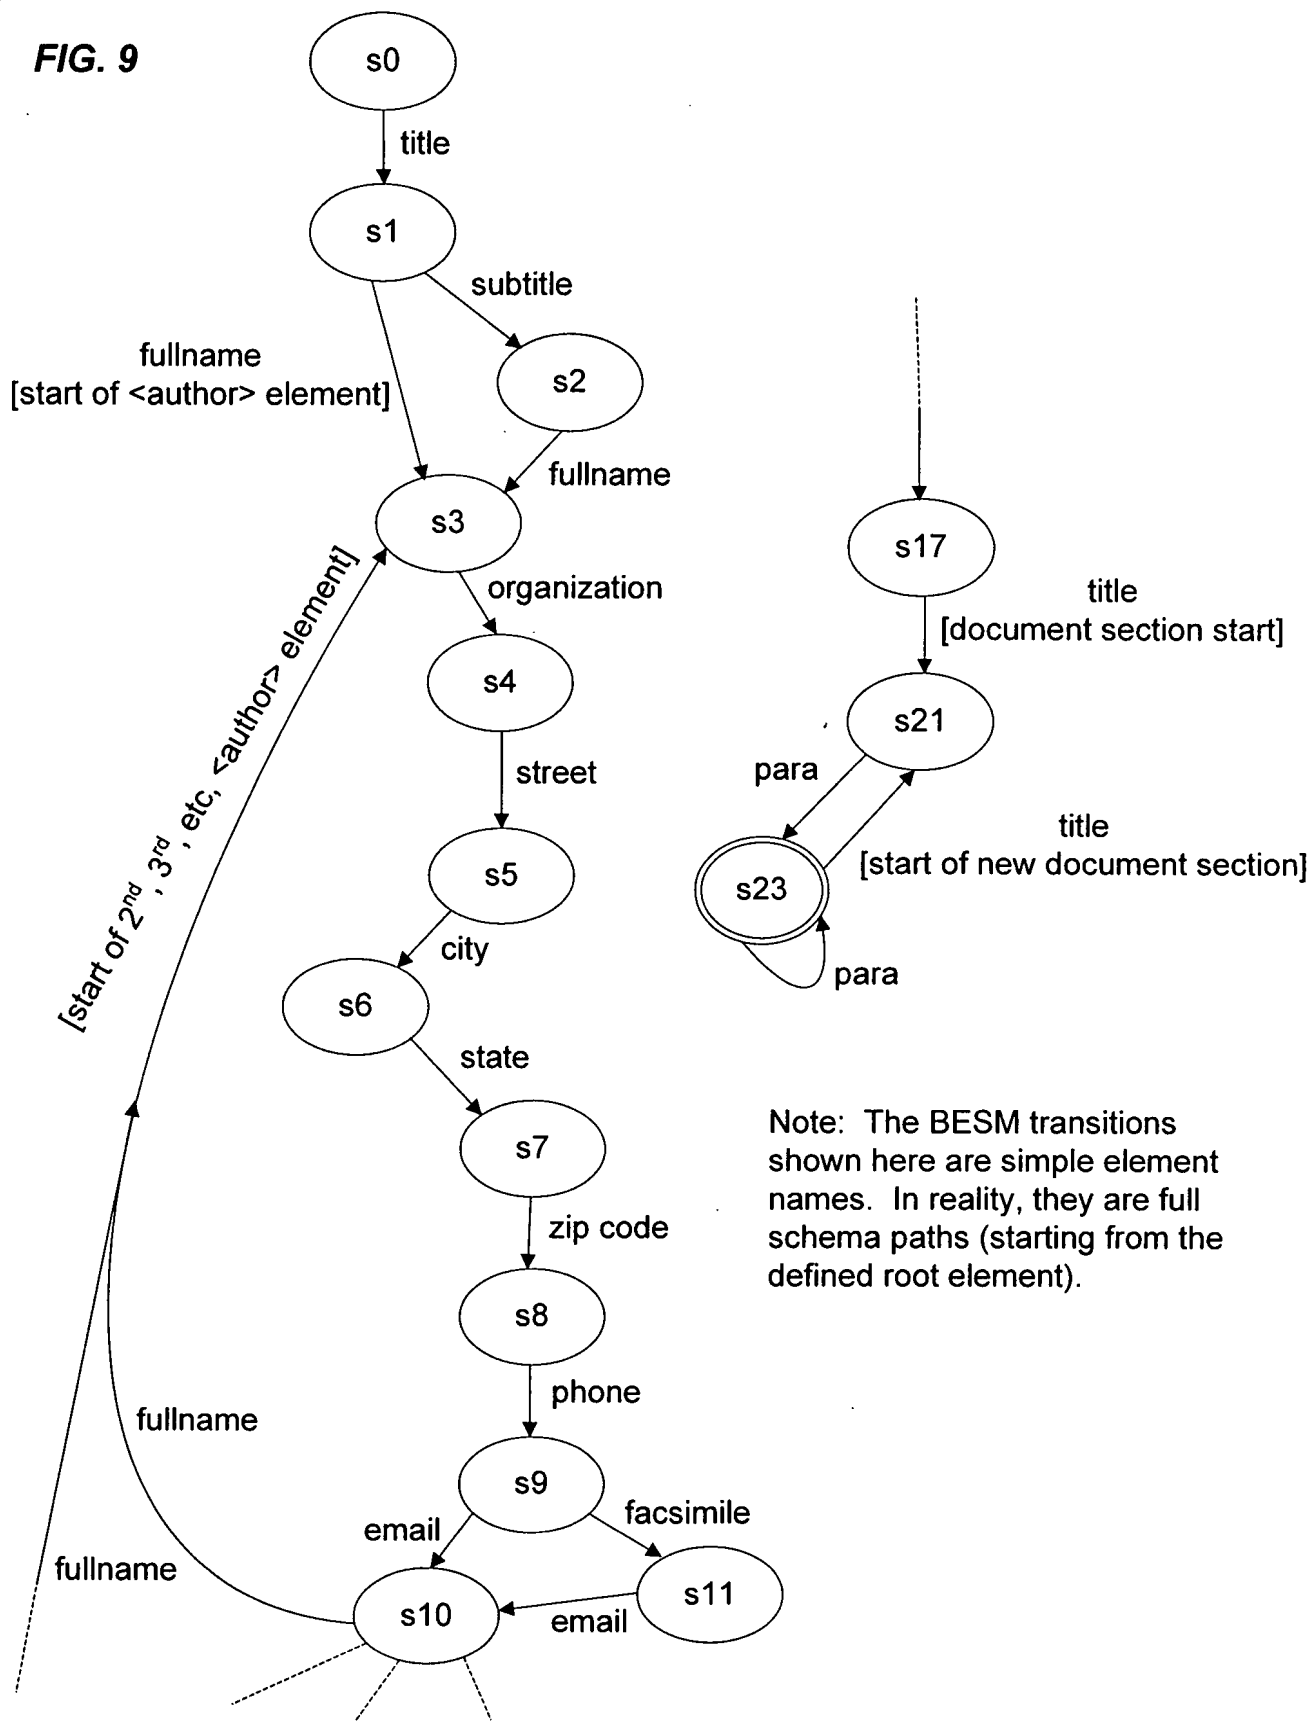 FIG. 9
s0
title
s1
subtitle
fullname
[start of <author> element]
s2
fullname
s3
organization
[start of 2nd, 3rd, etc, <author> element]
s4
street
s5
city
s6
state
s7
zip code
s8
phone
s9
email
facsimile
s11
email
s10
fullname
fullname
s17
title
[document section start]
s21
para
title
[start of new document section]
s23
para
Note:  The BESM transitions
shown here are simple element
names.  In reality, they are full
schema paths (starting from the
defined root element).